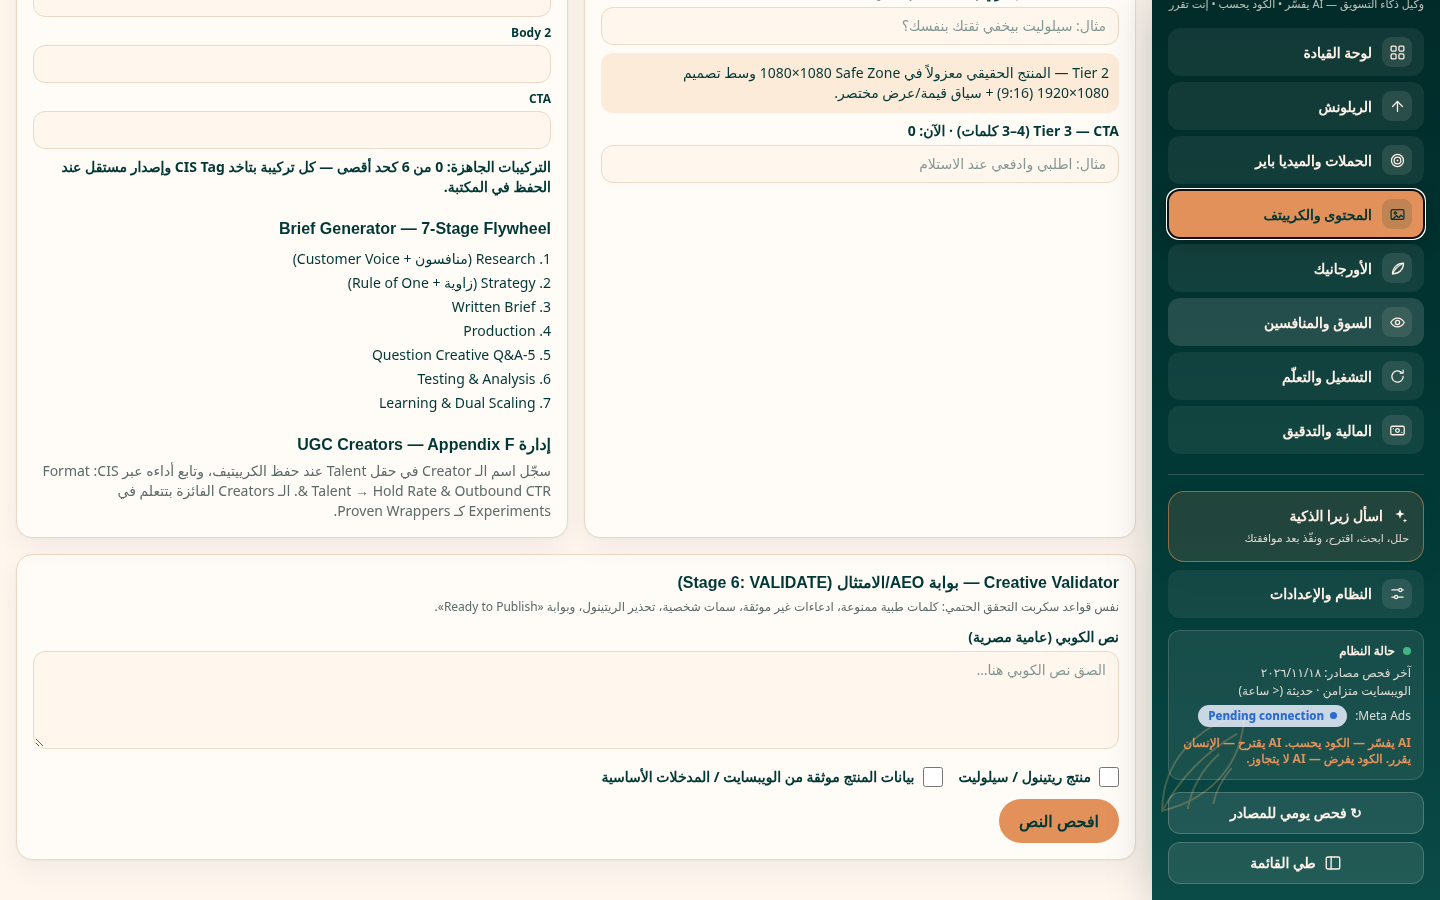 وكيل ذكاء التسويق — AI يفسّر • الكود يحسب • إنت تقرر
لوحة القيادة
الريلونش
الحملات والميديا باير
المحتوى والكرييتف
الأورجانيك
السوق والمنافسين
التشغيل والتعلّم
المالية والتدقيق
اسأل زيرا الذكية
حلل، ابحث، اقترح، ونفّذ بعد موافقتك
النظام والإعدادات
حالة النظام
آخر فحص مصادر: ٢٠٢٦/١١/١٨
الويبسايت متزامن · حديثة (< ساعة)
Meta Ads: Pending connection
AI يفسّر — الكود يحسب. AI يقترح — الإنسان
يقرر. الكود يفرض — AI لا يتجاوز.
↻ فحص يومي للمصادر
طي القائمة
مثال: سيلوليت بيخفي ثقتك بنفسك؟
Tier 2 — المنتج الحقيقي معزولاً في 1080×1080 Safe Zone وسط تصميم
1080×1920 (9:16) + سياق قيمة/عرض مختصر.
Tier 3 — CTA (3–4 كلمات) · الآن: 0
مثال: اطلبي وادفعي عند الاستلام
Body 2
CTA
التركيبات الجاهزة: 0 من 6 كحد أقصى — كل تركيبة بتاخد CIS Tag وإصدار مستقل عند
الحفظ في المكتبة.
Brief Generator — 7-Stage Flywheel
1. Research (منافسون + Customer Voice)
2. Strategy (زاوية + Rule of One)
3. Written Brief
4. Production
5. 5-Question Creative Q&A
6. Testing & Analysis
7. Learning & Dual Scaling
إدارة UGC Creators — Appendix F
سجّل اسم الـ Creator في حقل Talent عند حفظ الكرييتيف، وتابع أداءه عبر CIS: Format
& Talent → Hold Rate & Outbound CTR. الـ Creators الفائزة بتتعلم في
Experiments كـ Proven Wrappers.
Creative Validator — بوابة AEO/الامتثال (Stage 6: VALIDATE)
نفس قواعد سكربت التحقق الحتمي: كلمات طبية ممنوعة، ادعاءات غير موثقة، سمات شخصية، تحذير الريتينول، وبوابة «Ready to Publish».
نص الكوبي (عامية مصرية)
الصق نص الكوبي هنا...
منتج ريتينول / سيلوليت
بيانات المنتج موثقة من الويبسايت / المدخلات الأساسية
افحص النص